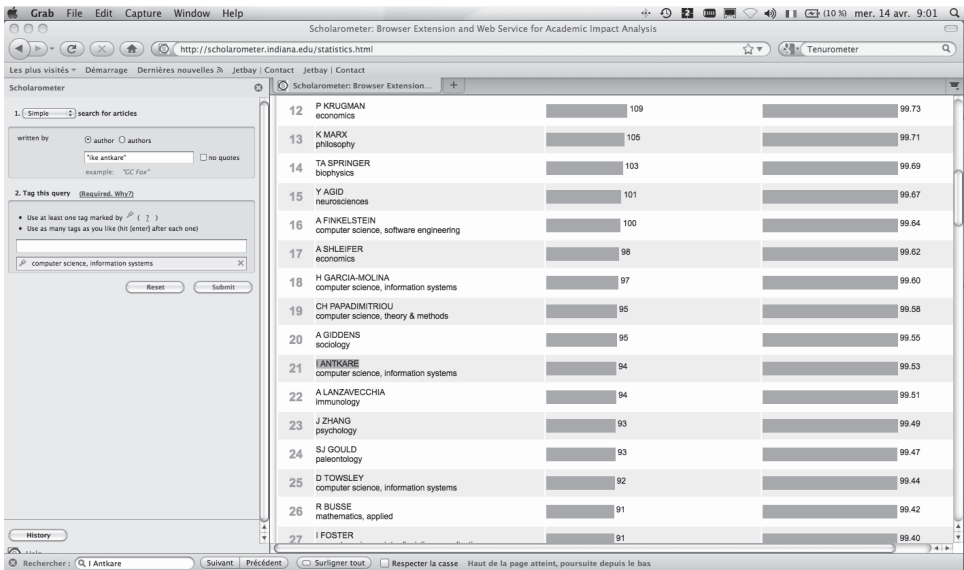 Grab File Edit Capture Window Help (10 %) mer. 14 avr. 9:01
Scholarometer: Browser Extension and Web Service for Academic Impact Analysis
http://scholarometer.indiana.edu/statistics.html Tenurometer
Les plus visités Démarrage Dernières nouvelles Jetbay | Contact Jetbay | Contact
Scholarometer
1. Simple search for articles
written by
author authors
"ike antkare" no quotes
example: "GC Fox"
2. Tag this query (Required. Why?)
• Use at least one tag marked by ( ? )
• Use as many tags as you like (hit [enter] after each one)
computer science, information systems
Reset Submit
History
Scholarometer: Browser Extension... +
12 P KRUGMAN 109 99.73
economics
13 K MARX 105 99.71
philosophy
14 TA SPRINGER 103 99.69
biophysics
15 Y AGID 101 99.67
neurosciences
16 A FINKELSTEIN 100 99.64
computer science, software engineering
17 A SHLEIFER 98 99.62
economics
18 H GARCIA-MOLINA 97 99.60
computer science, information systems
19 CH PAPADIMITRIOU 95 99.58
computer science, theory & methods
20 A GIDDENS 95 99.55
sociology
21 I ANTKARE 94 99.53
computer science, information systems
22 A LANZAVECCHIA 94 99.51
immunology
23 J ZHANG 93 99.49
psychology
24 SJ GOULD 93 99.47
paleontology
25 D TOWSLEY 92 99.44
computer science, information systems
26 R BUSSE 91 99.42
mathematics, applied
27 I FOSTER 91 99.40
Rechercher : I Antkare Suivant Précédent Surligner tout Respecter la casse Haut de la page atteint, poursuite depuis le bas